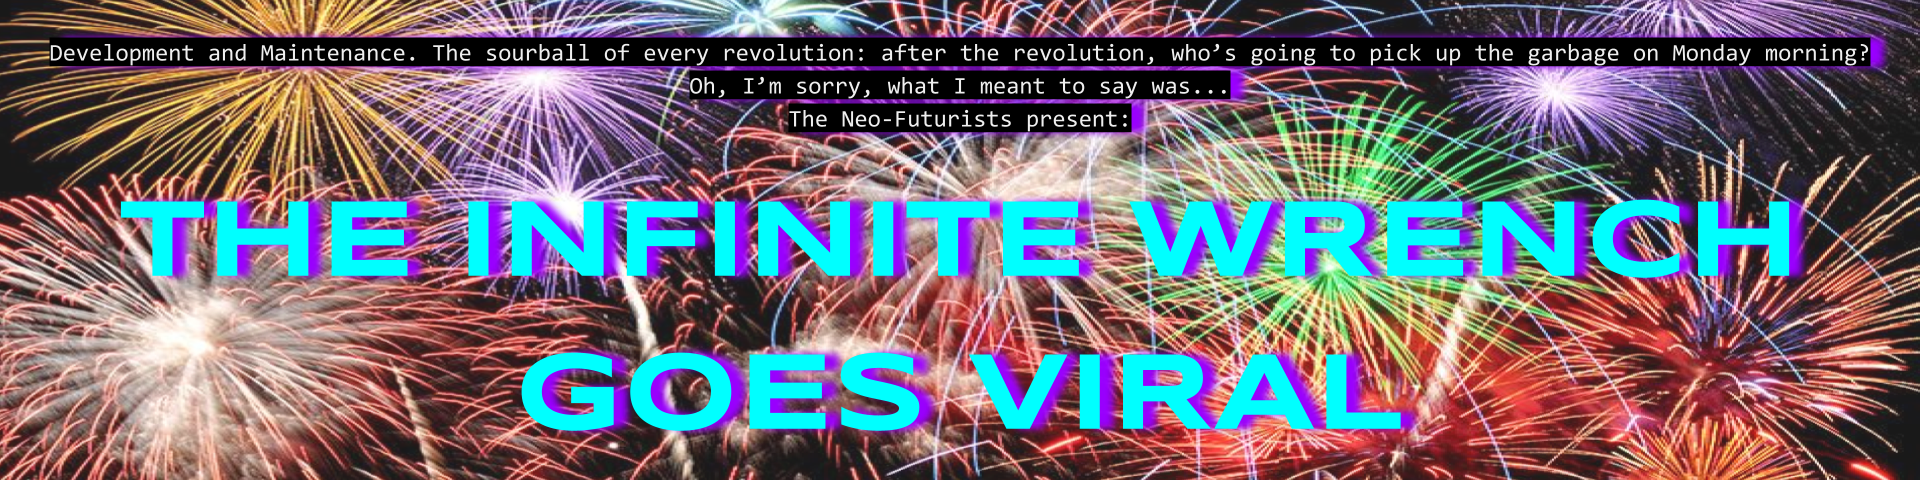 Development and Maintenance. The sourball of every revolution: after the revolution, who’s going to pick up the garbage on Monday morning?
Oh, I’m sorry, what I meant to say was...
The Neo-Futurists present:
THE INFINITE WRENCH
GOES VIRAL